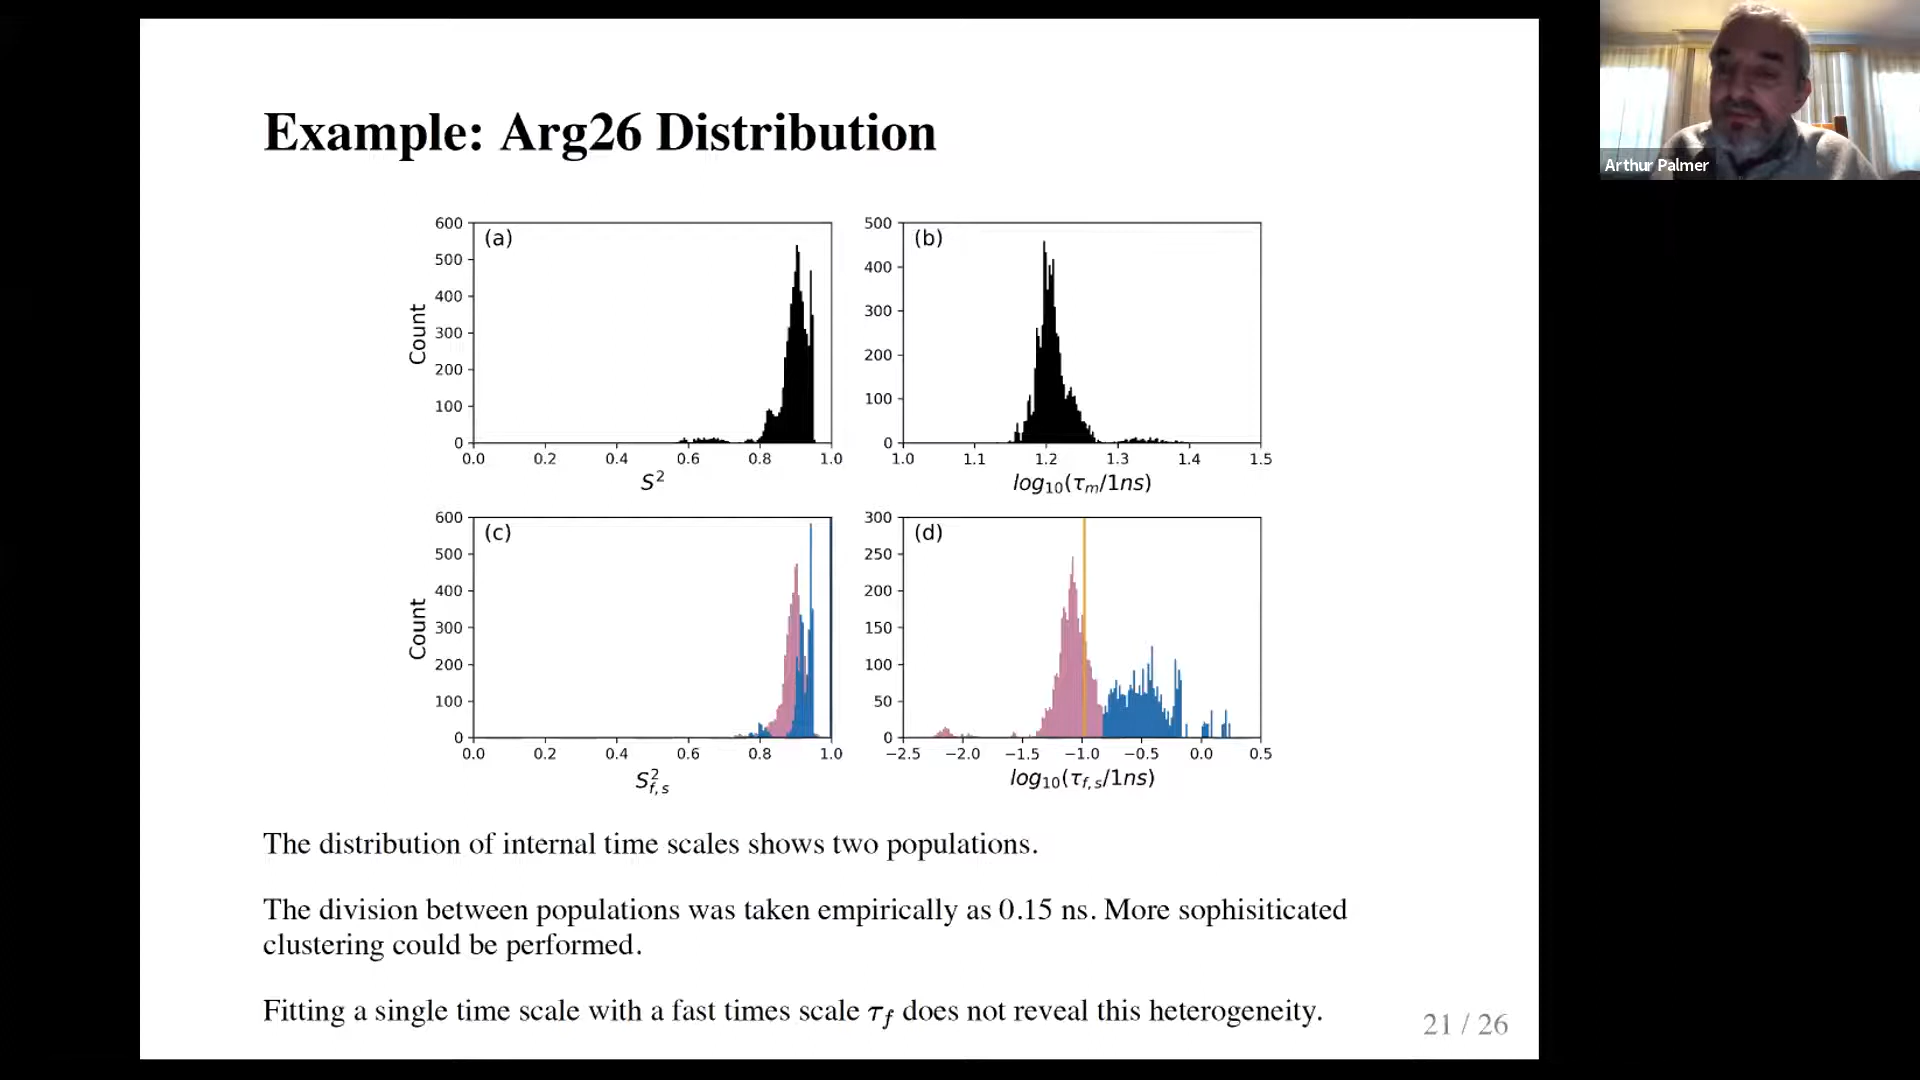 Example: Arg26 Distribution
(a)
600
500
400
300
200
100
0
Count
0.0 0.2 0.4 0.6 0.8 1.0
S²
(b)
500
400
300
200
100
0
1.0 1.1 1.2 1.3 1.4 1.5
log₁₀(τₘ/1ns)
(c)
600
500
400
300
200
100
0
Count
0.0 0.2 0.4 0.6 0.8 1.0
S²f,s
(d)
300
250
200
150
100
50
0
−2.5 −2.0 −1.5 −1.0 −0.5 0.0 0.5
log₁₀(τf,s/1ns)
The distribution of internal time scales shows two populations.
The division between populations was taken empirically as 0.15 ns. More sophisiticated
clustering could be performed.
Fitting a single time scale with a fast times scale τf does not reveal this heterogeneity.
21 / 26
Arthur Palmer